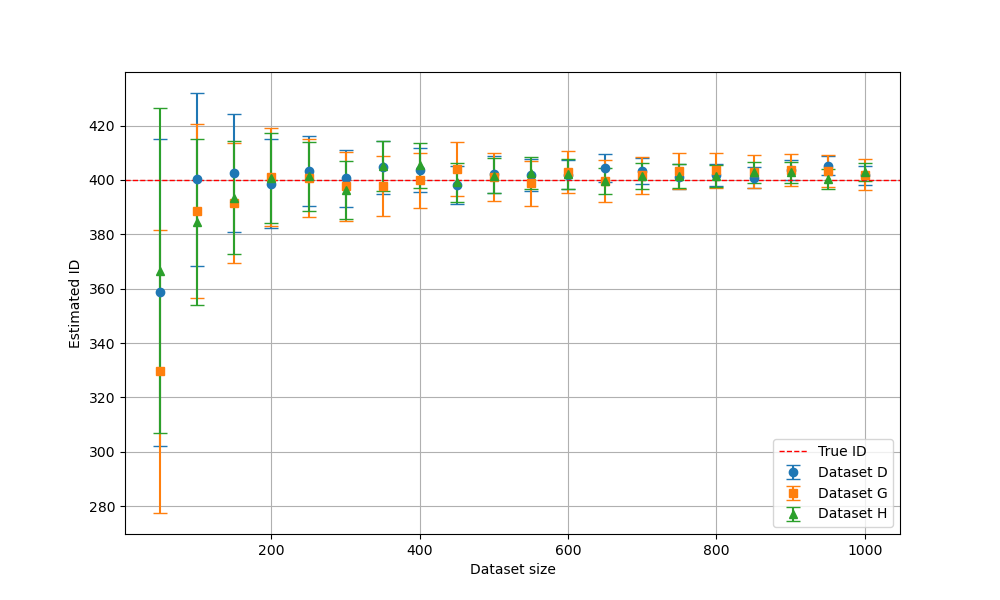 Estimated ID
420
400
380
360
340
320
300
280
200
400
600
800
1000
Dataset size
True ID
Dataset D
Dataset G
Dataset H